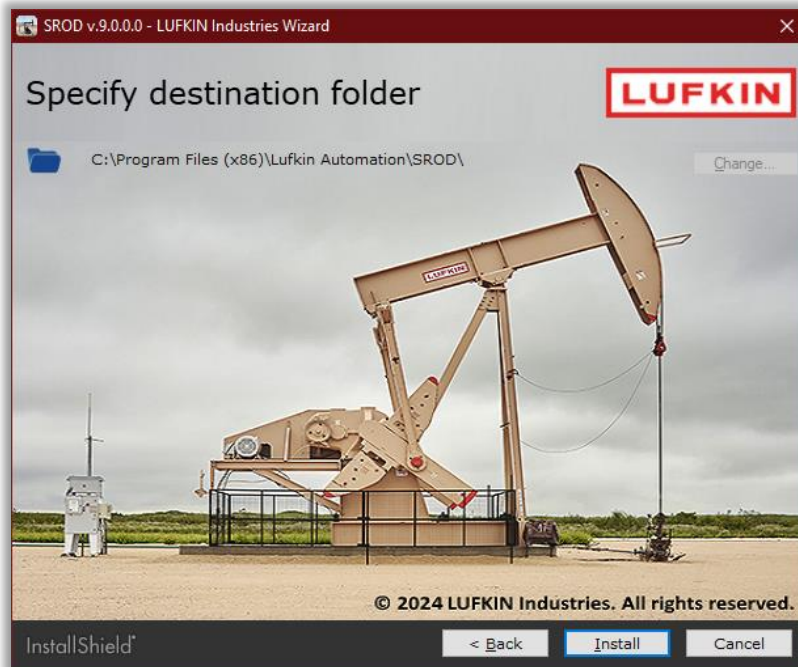 SROD v.9.0.0.0 - LUFKIN Industries Wizard
Specify destination folder
LUFKIN
C:\Program Files (x86)\Lufkin Automation\SROD\
Change...
LUFKIN
© 2024 LUFKIN Industries. All rights reserved.
InstallShield
< Back
Install
Cancel